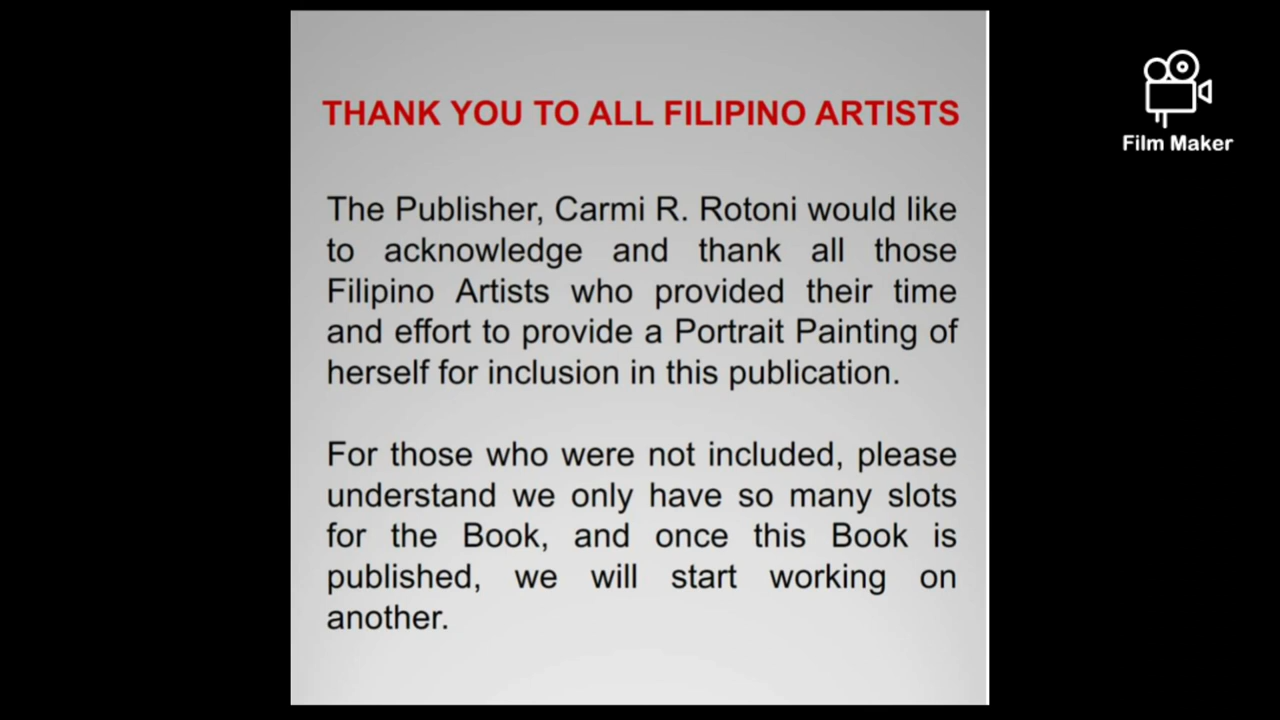 THANK YOU TO ALL FILIPINO ARTISTS
The Publisher, Carmi R. Rotoni would like
to acknowledge and thank all those
Filipino Artists who provided their time
and effort to provide a Portrait Painting of
herself for inclusion in this publication.
For those who were not included, please
understand we only have so many slots
for the Book, and once this Book is
published, we will start working on
another.
Film Maker